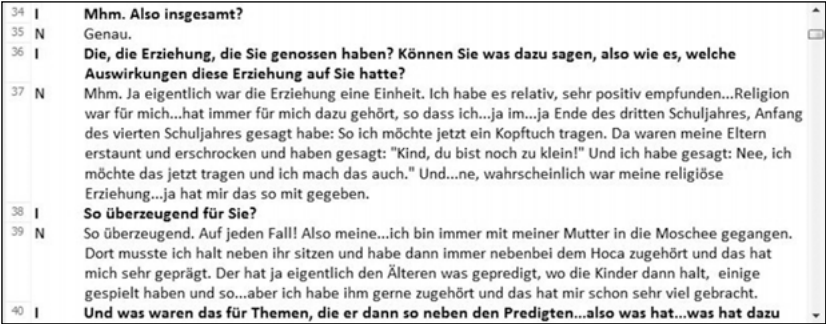 34 I Mhm. Also insgesamt?
35 N Genau.
36 I Die, die Erziehung, die Sie genossen haben? Können Sie was dazu sagen, also wie es, welche
Auswirkungen diese Erziehung auf Sie hatte?
37 N Mhm. Ja eigentlich war die Erziehung eine Einheit. Ich habe es relativ, sehr positiv empfunden...Religion
war für mich...hat immer für mich dazu gehört, so dass ich...ja im...ja Ende des dritten Schuljahres, Anfang
des vierten Schuljahres gesagt habe: So ich möchte jetzt ein Kopftuch tragen. Da waren meine Eltern
erstaunt und erschrocken und haben gesagt: "Kind, du bist noch zu klein!" Und ich habe gesagt: Nee, ich
möchte das jetzt tragen und ich mach das auch." Und...ne, wahrscheinlich war meine religiöse
Erziehung...ja hat mir das so mit gegeben.
38 I So überzeugend für Sie?
39 N So überzeugend. Auf jeden Fall! Also meine...ich bin immer mit meiner Mutter in die Moschee gegangen.
Dort musste ich halt neben ihr sitzen und habe dann immer nebenbei dem Hoca zugehört und das hat
mich sehr geprägt. Der hat ja eigentlich den Älteren was gepredigt, wo die Kinder dann halt, einige
gespielt haben und so...aber ich habe ihm gerne zugehört und das hat mir schon sehr viel gebracht.
40 I Und was waren das für Themen, die er dann so neben den Predigten...also was hat...was hat dazu